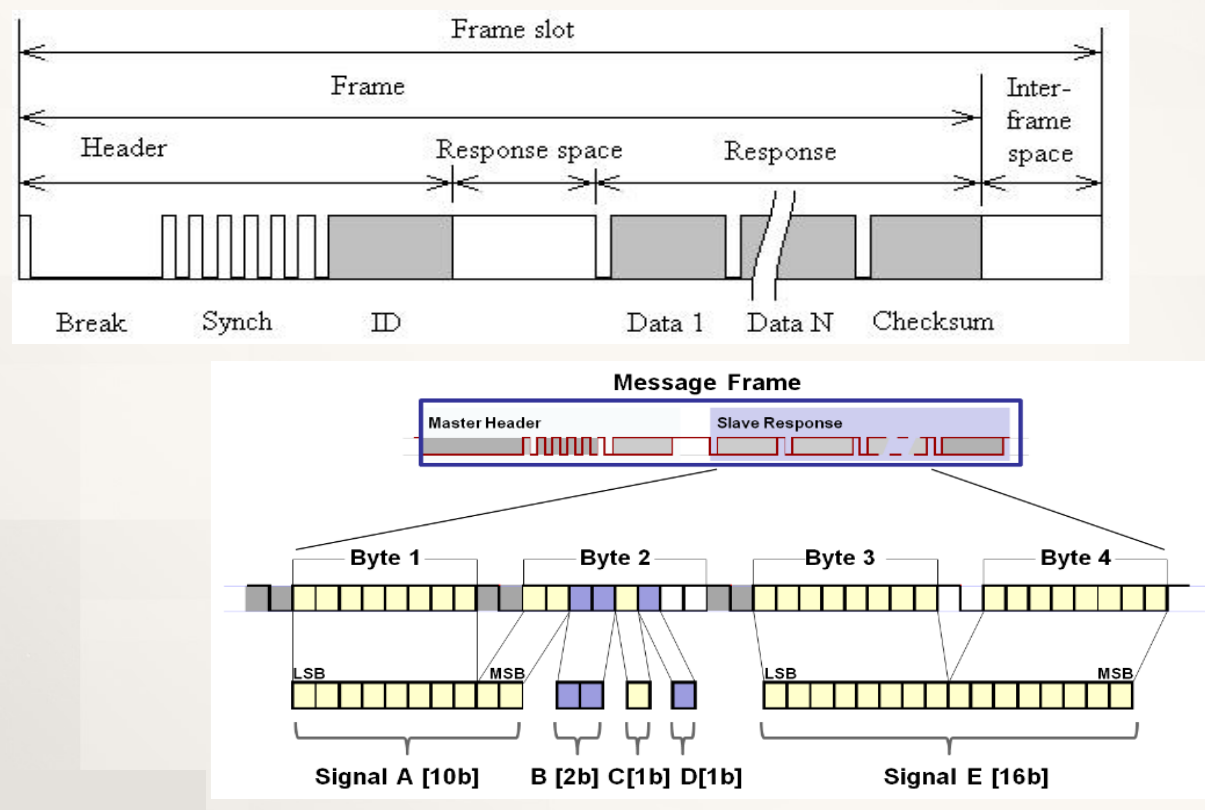 Frame slot
Frame
Inter-
frame
space
Header
Response space
Response
Break
Synch
ID
Data 1
Data N
Checksum
Message Frame
Master Header
Slave Response
Byte 1
Byte 2
Byte 3
Byte 4
LSB
MSB
LSB
MSB
Signal A [10b]
B [2b]
C[1b]
D[1b]
Signal E [16b]